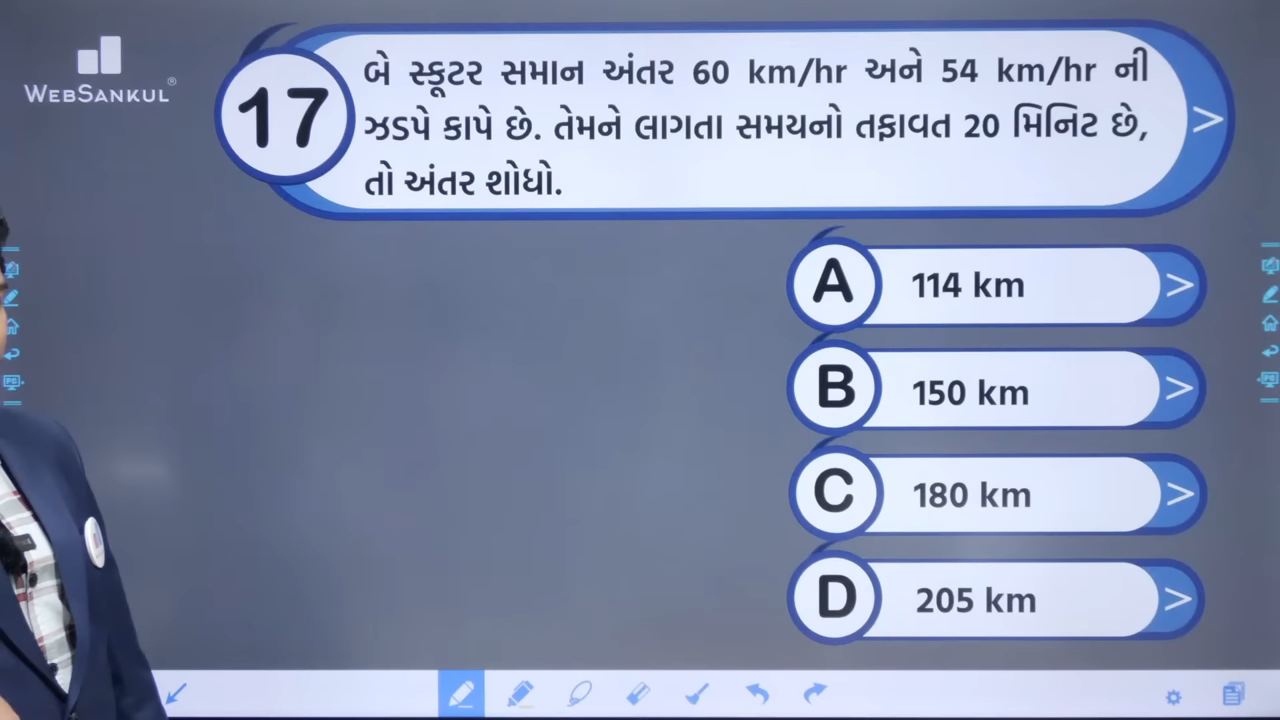 WEBSANKUL®
17
બે સ્કૂટર સમાન અંતર 60 km/hr અને 54 km/hr ની
ઝડપે કાપે છે. તેમને લાગતા સમયનો તફાવત 20 મિનિટ છે,
તો અંતર શોધો.
A 114 km
B 150 km
C 180 km
D 205 km